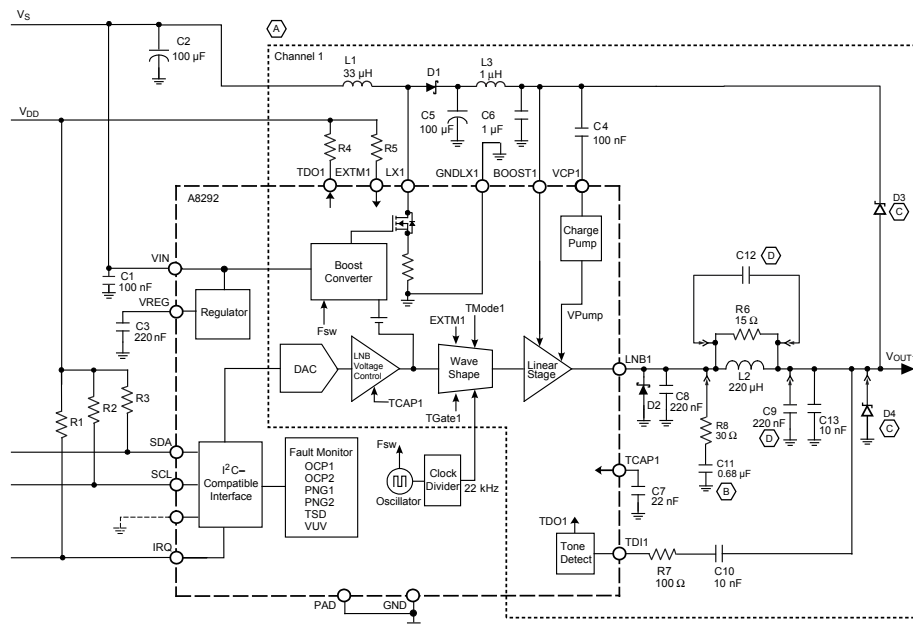 V_S
A
C2
100 µF
Channel 1
L1
33 µH
D1
L3
1 µH
C5
100 µF
C6
1 µF
C4
100 nF
V_DD
R4
R5
TDO1
EXTM1
LX1
GNDLX1
BOOST1
VCP1
A8292
D3
C
Charge
Pump
C12
D
VIN
Boost
Converter
C1
100 nF
VREG
Regulator
C3
220 nF
Fsw
EXTM1
TMode1
VPump
R6
15 Ω
DAC
LNB
Voltage
Control
Wave
Shape
Linear
Stage
LNB1
V_OUT1
L2
220 µH
TCAP1
TGate1
D2
C8
220 nF
R8
30 Ω
C9
220 nF
D
C13
10 nF
D4
C
R1
R2
R3
C11
0.68 µF
B
SDA
SCL
IRQ
I²C–
Compatible
Interface
Fault Monitor
OCP1
OCP2
PNG1
PNG2
TSD
VUV
Fsw
Oscillator
Clock
Divider
22 kHz
TCAP1
C7
22 nF
TDO1
Tone
Detect
TDI1
R7
100 Ω
C10
10 nF
PAD
GND